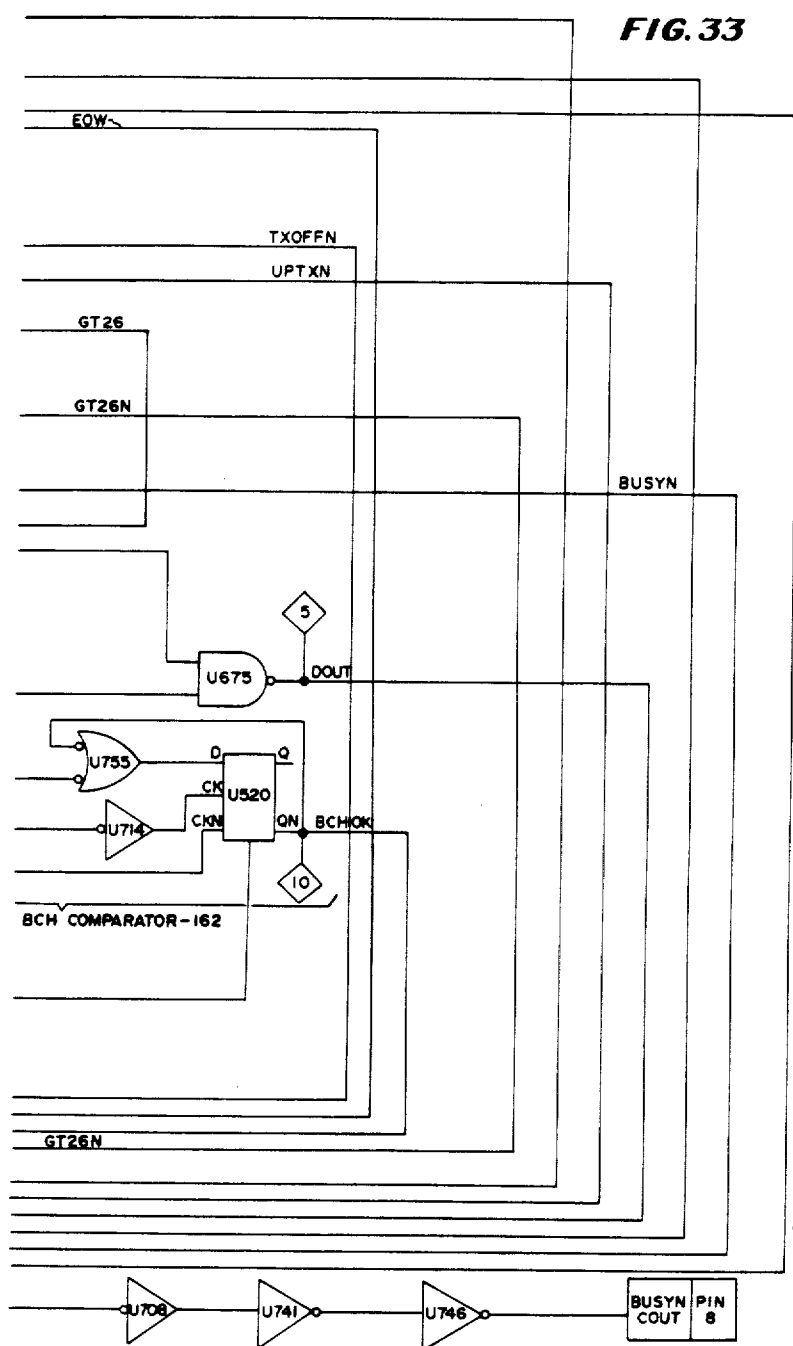 FIG. 33
EOW
TXOFFN
UPTXN
GT26
GT26N
BUSYN
5
U675
DOUT
U755
D
Q
CK
U520
U714
CKN
QN
BCHOK
10
BCH COMPARATOR-162
GT26N
U708
U741
U746
BUSYN
COUT
PIN
8